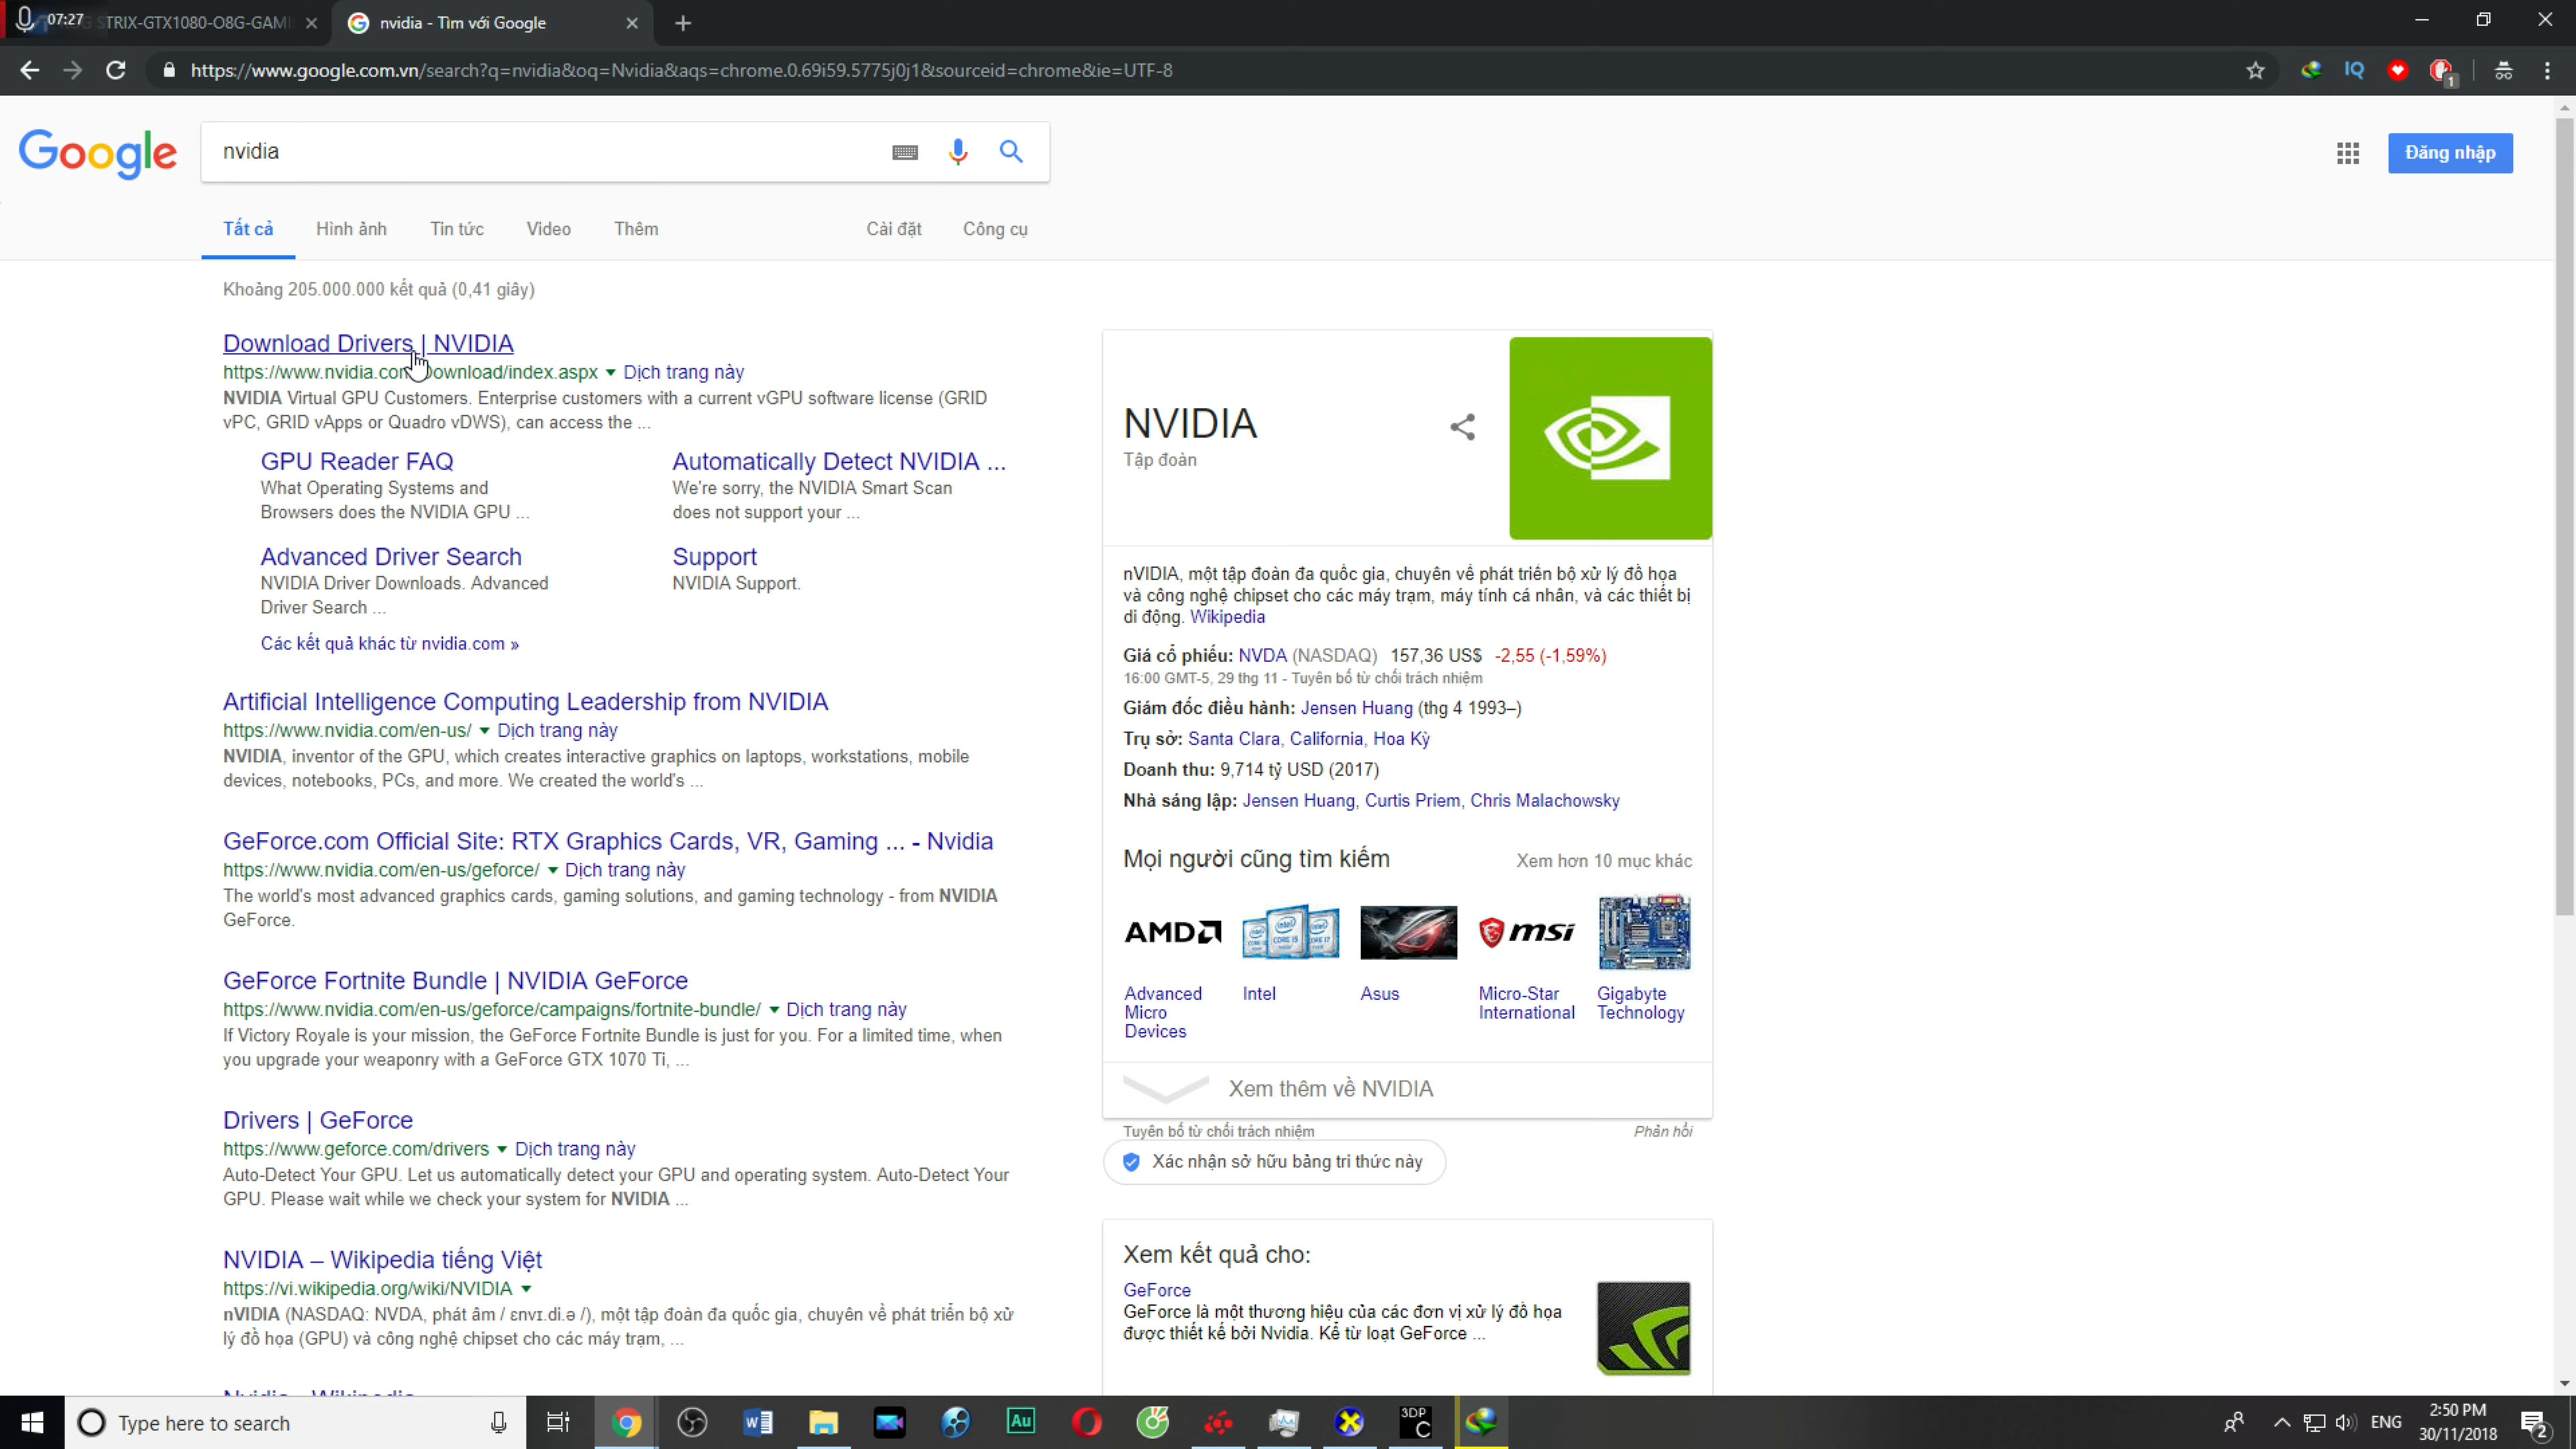 07:27
STRIX-GTX1080-O8G-GAMI
nvidia - Tìm với Google
https://www.google.com.vn/search?q=nvidia&oq=Nvidia&aqs=chrome.0.69i59.5775j0j1&sourceid=chrome&ie=UTF-8
IQ
1
Google
nvidia
Đăng nhập
Tất cả Hình ảnh Tin tức Video Thêm Cài đặt Công cụ
Khoảng 205.000.000 kết quả (0,41 giây)
Download Drivers | NVIDIA
https://www.nvidia.com/Download/index.aspx Dịch trang này
NVIDIA Virtual GPU Customers. Enterprise customers with a current vGPU software license (GRID
vPC, GRID vApps or Quadro vDWS), can access the ...
GPU Reader FAQ
What Operating Systems and
Browsers does the NVIDIA GPU ...
Automatically Detect NVIDIA ...
We're sorry, the NVIDIA Smart Scan
does not support your ...
Advanced Driver Search
NVIDIA Driver Downloads. Advanced
Driver Search ...
Support
NVIDIA Support.
Các kết quả khác từ nvidia.com »
Artificial Intelligence Computing Leadership from NVIDIA
https://www.nvidia.com/en-us/ Dịch trang này
NVIDIA, inventor of the GPU, which creates interactive graphics on laptops, workstations, mobile
devices, notebooks, PCs, and more. We created the world's ...
GeForce.com Official Site: RTX Graphics Cards, VR, Gaming ... - Nvidia
https://www.nvidia.com/en-us/geforce/ Dịch trang này
The world's most advanced graphics cards, gaming solutions, and gaming technology - from NVIDIA
GeForce.
GeForce Fortnite Bundle | NVIDIA GeForce
https://www.nvidia.com/en-us/geforce/campaigns/fortnite-bundle/ Dịch trang này
If Victory Royale is your mission, the GeForce Fortnite Bundle is just for you. For a limited time, when
you upgrade your weaponry with a GeForce GTX 1070 Ti, ...
Drivers | GeForce
https://www.geforce.com/drivers Dịch trang này
Auto-Detect Your GPU. Let us automatically detect your GPU and operating system. Auto-Detect Your
GPU. Please wait while we check your system for NVIDIA ...
NVIDIA – Wikipedia tiếng Việt
https://vi.wikipedia.org/wiki/NVIDIA
nVIDIA (NASDAQ: NVDA, phát âm / ɛnvɪ.di.ə /), một tập đoàn đa quốc gia, chuyên về phát triển bộ xử
lý đồ họa (GPU) và công nghệ chipset cho các máy trạm, ...
Nvidia - Wikipedia
NVIDIA
Tập đoàn
nVIDIA, một tập đoàn đa quốc gia, chuyên về phát triển bộ xử lý đồ họa
và công nghệ chipset cho các máy trạm, máy tính cá nhân, và các thiết bị
di động. Wikipedia
Giá cổ phiếu: NVDA (NASDAQ) 157,36 US$ -2,55 (-1,59%)
16:00 GMT-5, 29 thg 11 - Tuyên bố từ chối trách nhiệm
Giám đốc điều hành: Jensen Huang (thg 4 1993–)
Trụ sở: Santa Clara, California, Hoa Kỳ
Doanh thu: 9,714 tỷ USD (2017)
Nhà sáng lập: Jensen Huang, Curtis Priem, Chris Malachowsky
Mọi người cũng tìm kiếm Xem hơn 10 mục khác
AMD
msi
Advanced
Micro
Devices
Intel
Asus
Micro-Star
International
Gigabyte
Technology
Xem thêm về NVIDIA
Tuyên bố từ chối trách nhiệm Phản hồi
Xác nhận sở hữu bảng tri thức này
Xem kết quả cho:
GeForce
GeForce là một thương hiệu của các đơn vị xử lý đồ họa
được thiết kế bởi Nvidia. Kể từ loạt GeForce ...
Type here to search
Au
3DP
C
ENG
2:50 PM
30/11/2018
2